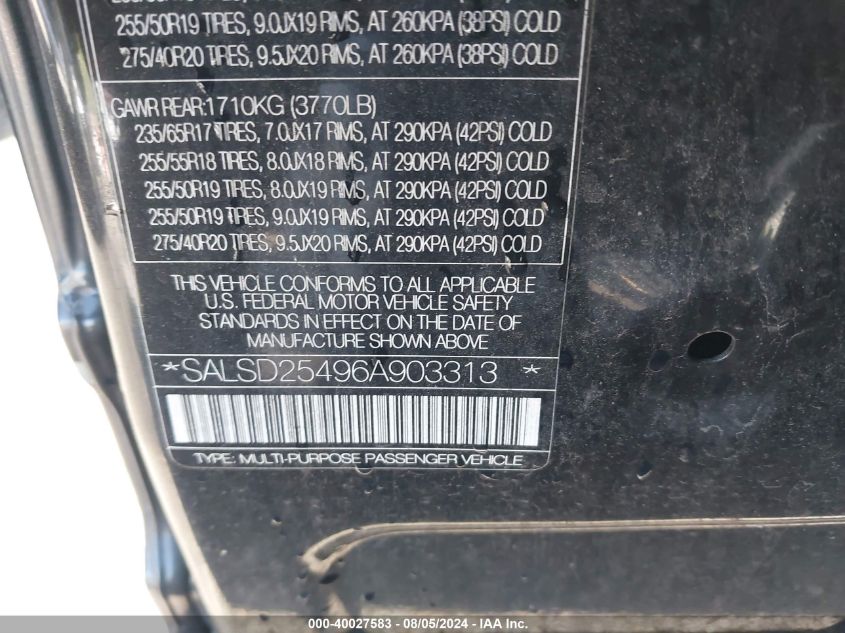 255/50R19 TIRES, 9.0JX19 RIMS, AT 260KPA (38PSI) COLD
275/40R20 TIRES, 9.5JX20 RIMS, AT 260KPA (38PSI) COLD
GAWR REAR:1710KG (3770LB)
235/65R17 TIRES, 7.0JX17 RIMS, AT 290KPA (42PSI) COLD
255/55R18 TIRES, 8.0JX18 RIMS, AT 290KPA (42PSI) COLD
255/50R19 TIRES, 8.0JX19 RIMS, AT 290KPA (42PSI) COLD
255/50R19 TIRES, 9.0JX19 RIMS, AT 290KPA (42PSI) COLD
275/40R20 TIRES, 9.5JX20 RIMS, AT 290KPA (42PSI) COLD
THIS VEHICLE CONFORMS TO ALL APPLICABLE
U.S. FEDERAL MOTOR VEHICLE SAFETY
STANDARDS IN EFFECT ON THE DATE OF
MANUFACTURE SHOWN ABOVE
*SALSD25496A903313 *
TYPE: MULTI-PURPOSE PASSENGER VEHICLE
000-40027583 - 08/05/2024 - IAA Inc.